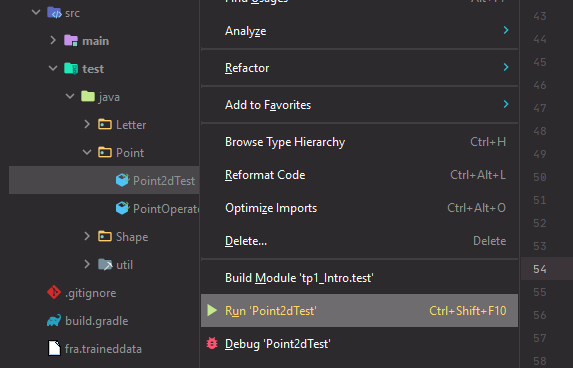 src
main
test
java
Letter
Point
Point2dTest
PointOperat
Shape
util
.gitignore
build.gradle
fra.traineddata
Find Usages Alt+F7
Analyze
Refactor
Add to Favorites
Browse Type Hierarchy Ctrl+H
Reformat Code Ctrl+Alt+L
Optimize Imports Ctrl+Alt+O
Delete... Delete
Build Module 'tp1_Intro.test'
Run 'Point2dTest' Ctrl+Shift+F10
Debug 'Point2dTest'
43
44
45
46
47
48
49
50
51
52
53
54
55
56
57
58